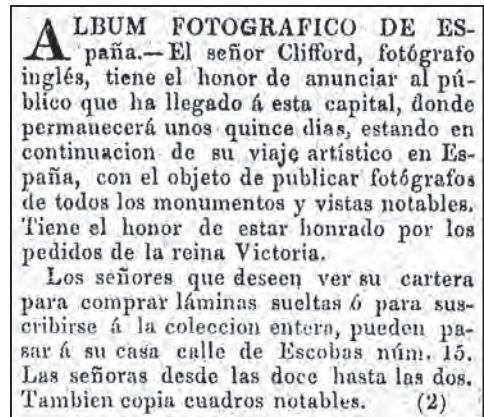 ALBUM FOTOGRAFICO DE ES-
paña.—El señor Clifford, fotógrafo
inglés, tiene el honor de anunciar al pú-
blico que ha llegado á esta capital, donde
permanecerá unos quince dias, estando en
continuacion de su viaje artístico en Es-
paña, con el objeto de publicar fotógrafos
de todos los monumentos y vistas notables.
Tiene el honor de estar honrado por los
pedidos de la reina Victoria.
Los señores que deseen ver su cartera
para comprar láminas sueltas ó para sus-
cribirse á la coleccion entera, pueden pa-
sar á su casa calle de Escobas núm. 15.
Las señoras desde las doce hasta las dos.
Tambien copia cuadros notables. (2)